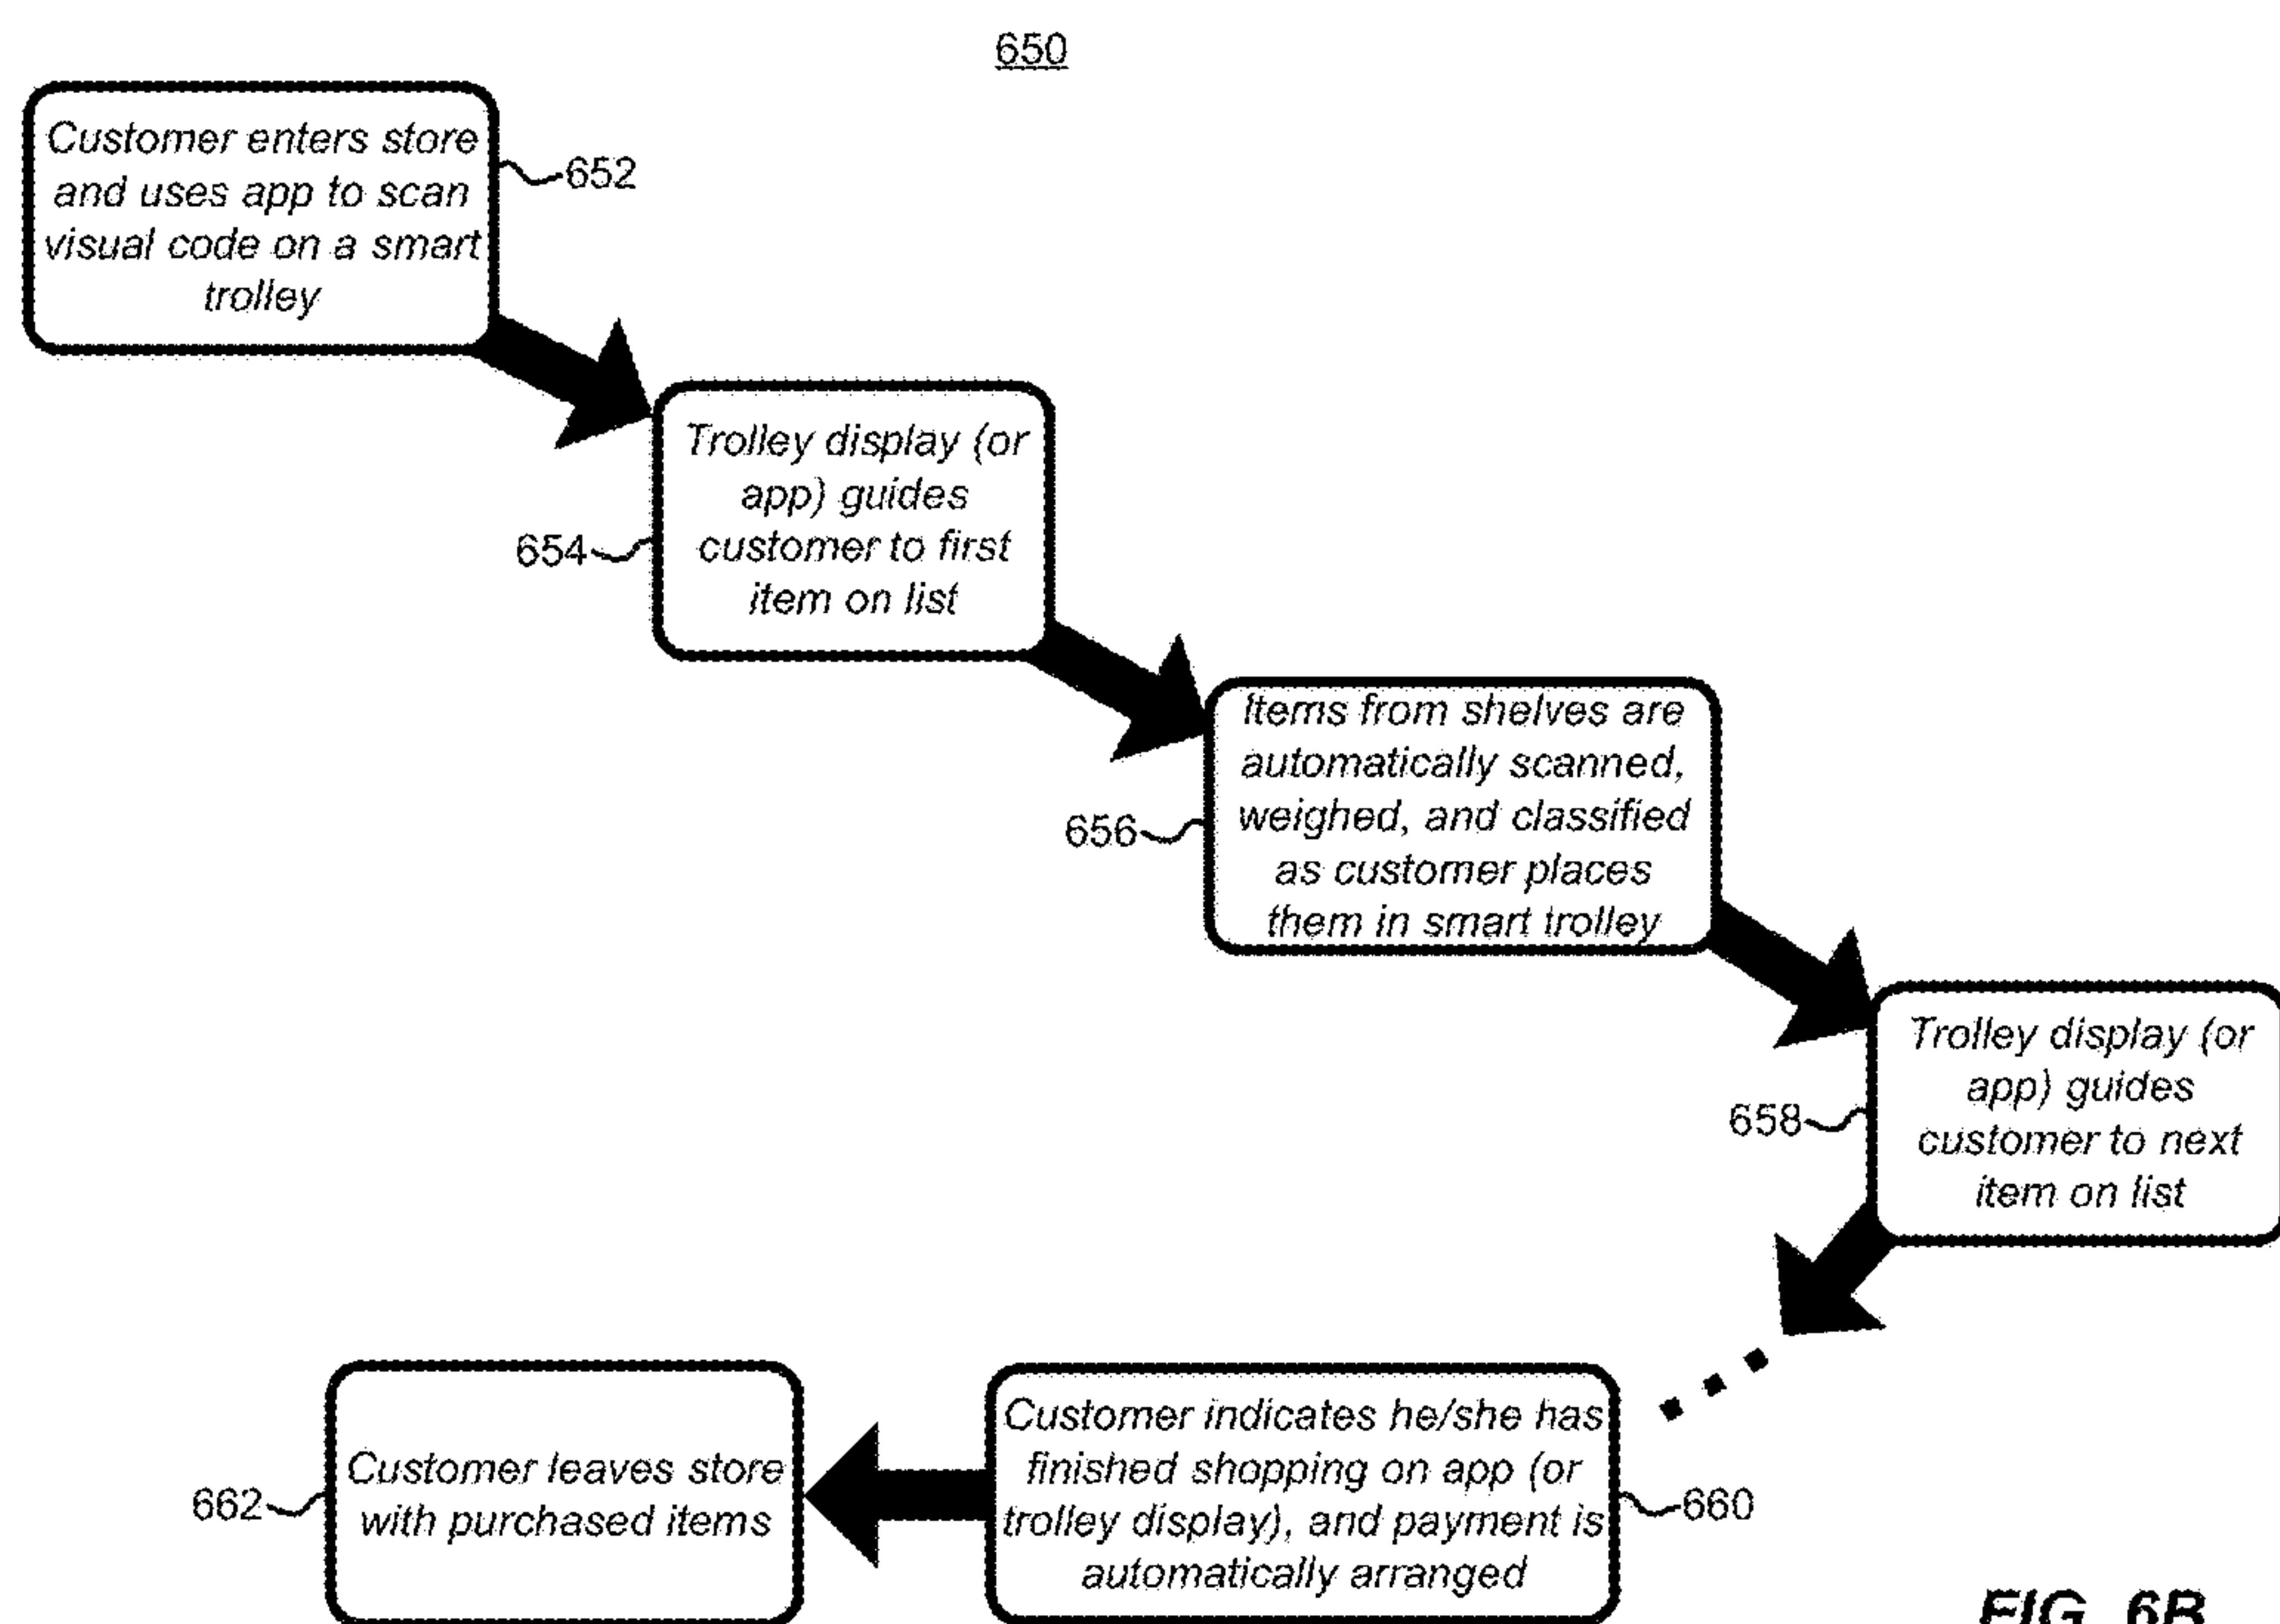 650
Customer enters store
and uses app to scan
visual code on a smart
trolley
652
Trolley display (or
app) guides
customer to first
item on list
654
Items from shelves are
automatically scanned,
weighed, and classified
as customer places
them in smart trolley
656
Trolley display (or
app) guides
customer to next
item on list
658
Customer indicates he/she has
finished shopping on app (or
trolley display), and payment is
automatically arranged
660
Customer leaves store
with purchased items
662
FIG. 6B